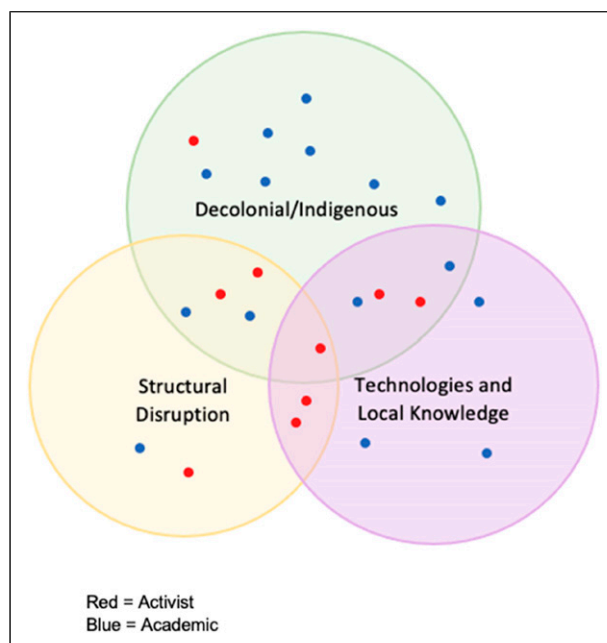 Decolonial/Indigenous
Structural
Disruption
Technologies and
Local Knowledge
Red = Activist
Blue = Academic